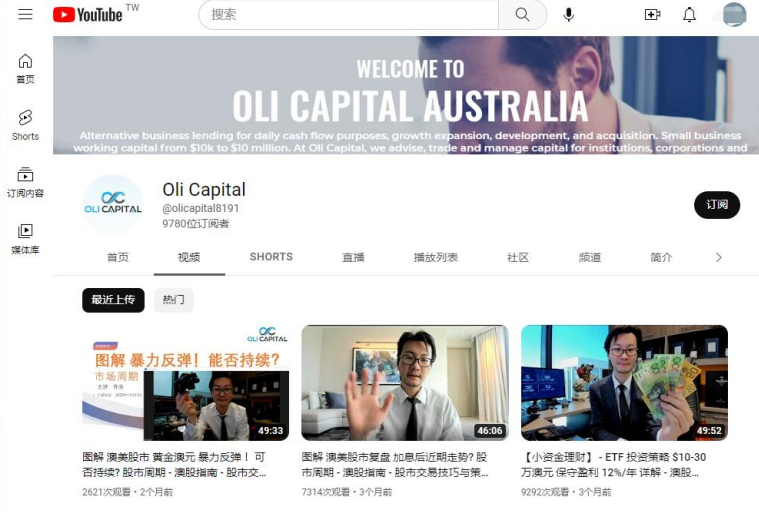 YouTube TW
搜索
首页
Shorts
订阅内容
媒体库
WELCOME TO
OLI CAPITAL AUSTRALIA
Alternative business lending for daily cash flow purposes, growth expansion, development, and acquisition. Small business
working capital from $10k to $10 million. At Oli Capital, we advise, trade and manage capital for institutions, corporations and
OLI CAPITAL
Oli Capital
@olicapital8191
9780位订阅者
订阅
首页 视频 SHORTS 直播 播放列表 社区 频道 简介
最近上传 热门
OLI CAPITAL
图解 暴力反弹！能否持续?
市场周期
49:33
46:06
49:52
图解 澳美股市 黄金澳元 暴力反弹！ 可
否持续? 股市周期 - 澳股指南 - 股市交...
2621次观看・2个月前
图解 澳美股市复盘 加息后近期走势? 股
市周期 - 澳股指南 - 股市交易技巧与策...
7314次观看・3个月前
【小资金理财】 - ETF 投资策略 $10-30
万澳元 保守盈利 12%/年 详解 - 澳股...
9292次观看・3个月前